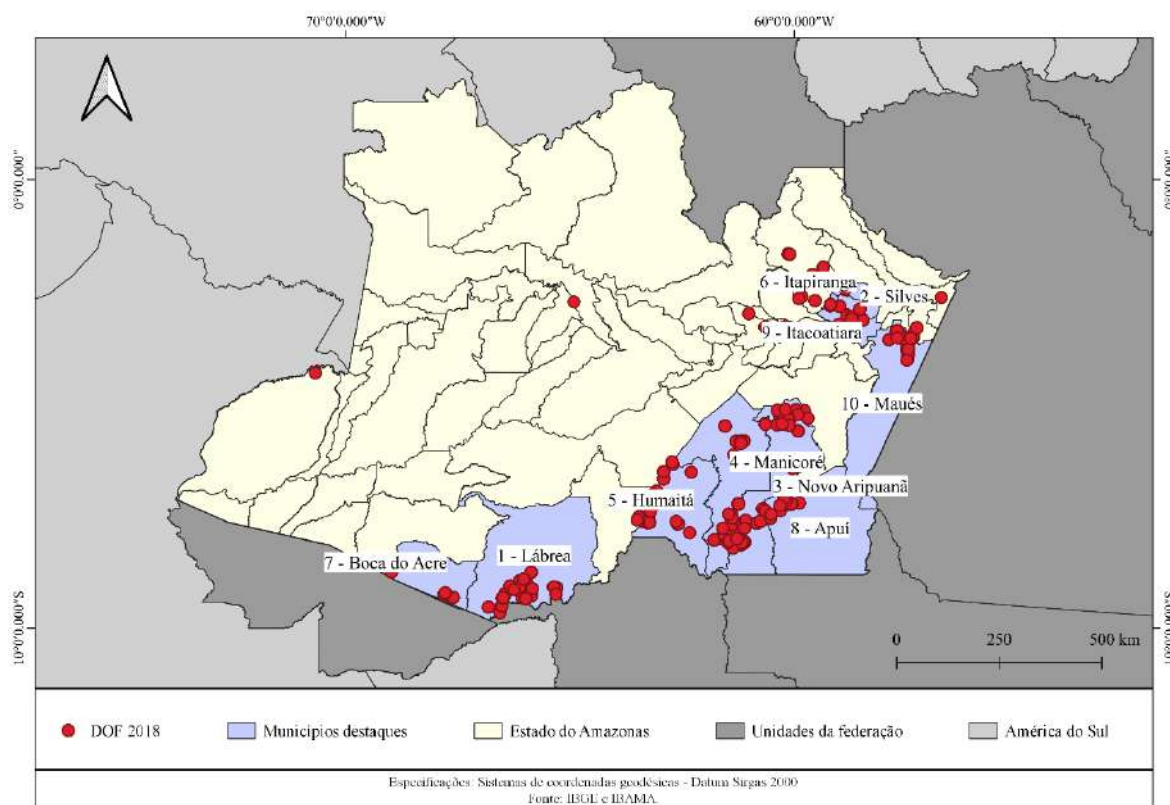 70°0'0.000"W 60°0'0.000"W
0°0'0.000" 0°0'0.000"
6 - Itapiranga
2 - Silves
9 - Itacoatiara
10 - Maués
4 - Manicoré
3 - Novo Aripuanã
5 - Humaitá
8 - Apuí
1 - Lábrea
7 - Boca do Acre
10°0'0.000"S 10°0'0.000"S
0 250 500 km
DOF 2018 Municípios destaques Estado do Amazonas Unidades da federação América do Sul
Especificações: Sistemas de coordenadas geodésicas - Datum Sirgas 2000
Fonte: IBGE e IBAMA.